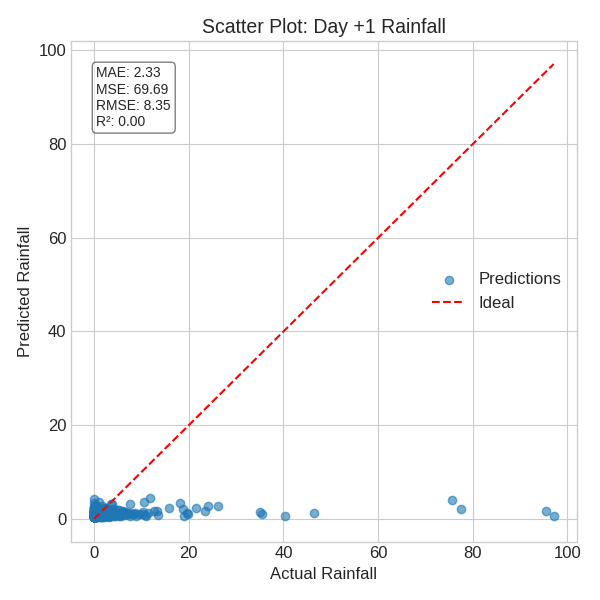 Scatter Plot: Day +1 Rainfall
100
80
60
40
20
0
Predicted Rainfall
MAE: 2.33
MSE: 69.69
RMSE: 8.35
R²: 0.00
Predictions
Ideal
0
20
40
60
80
100
Actual Rainfall